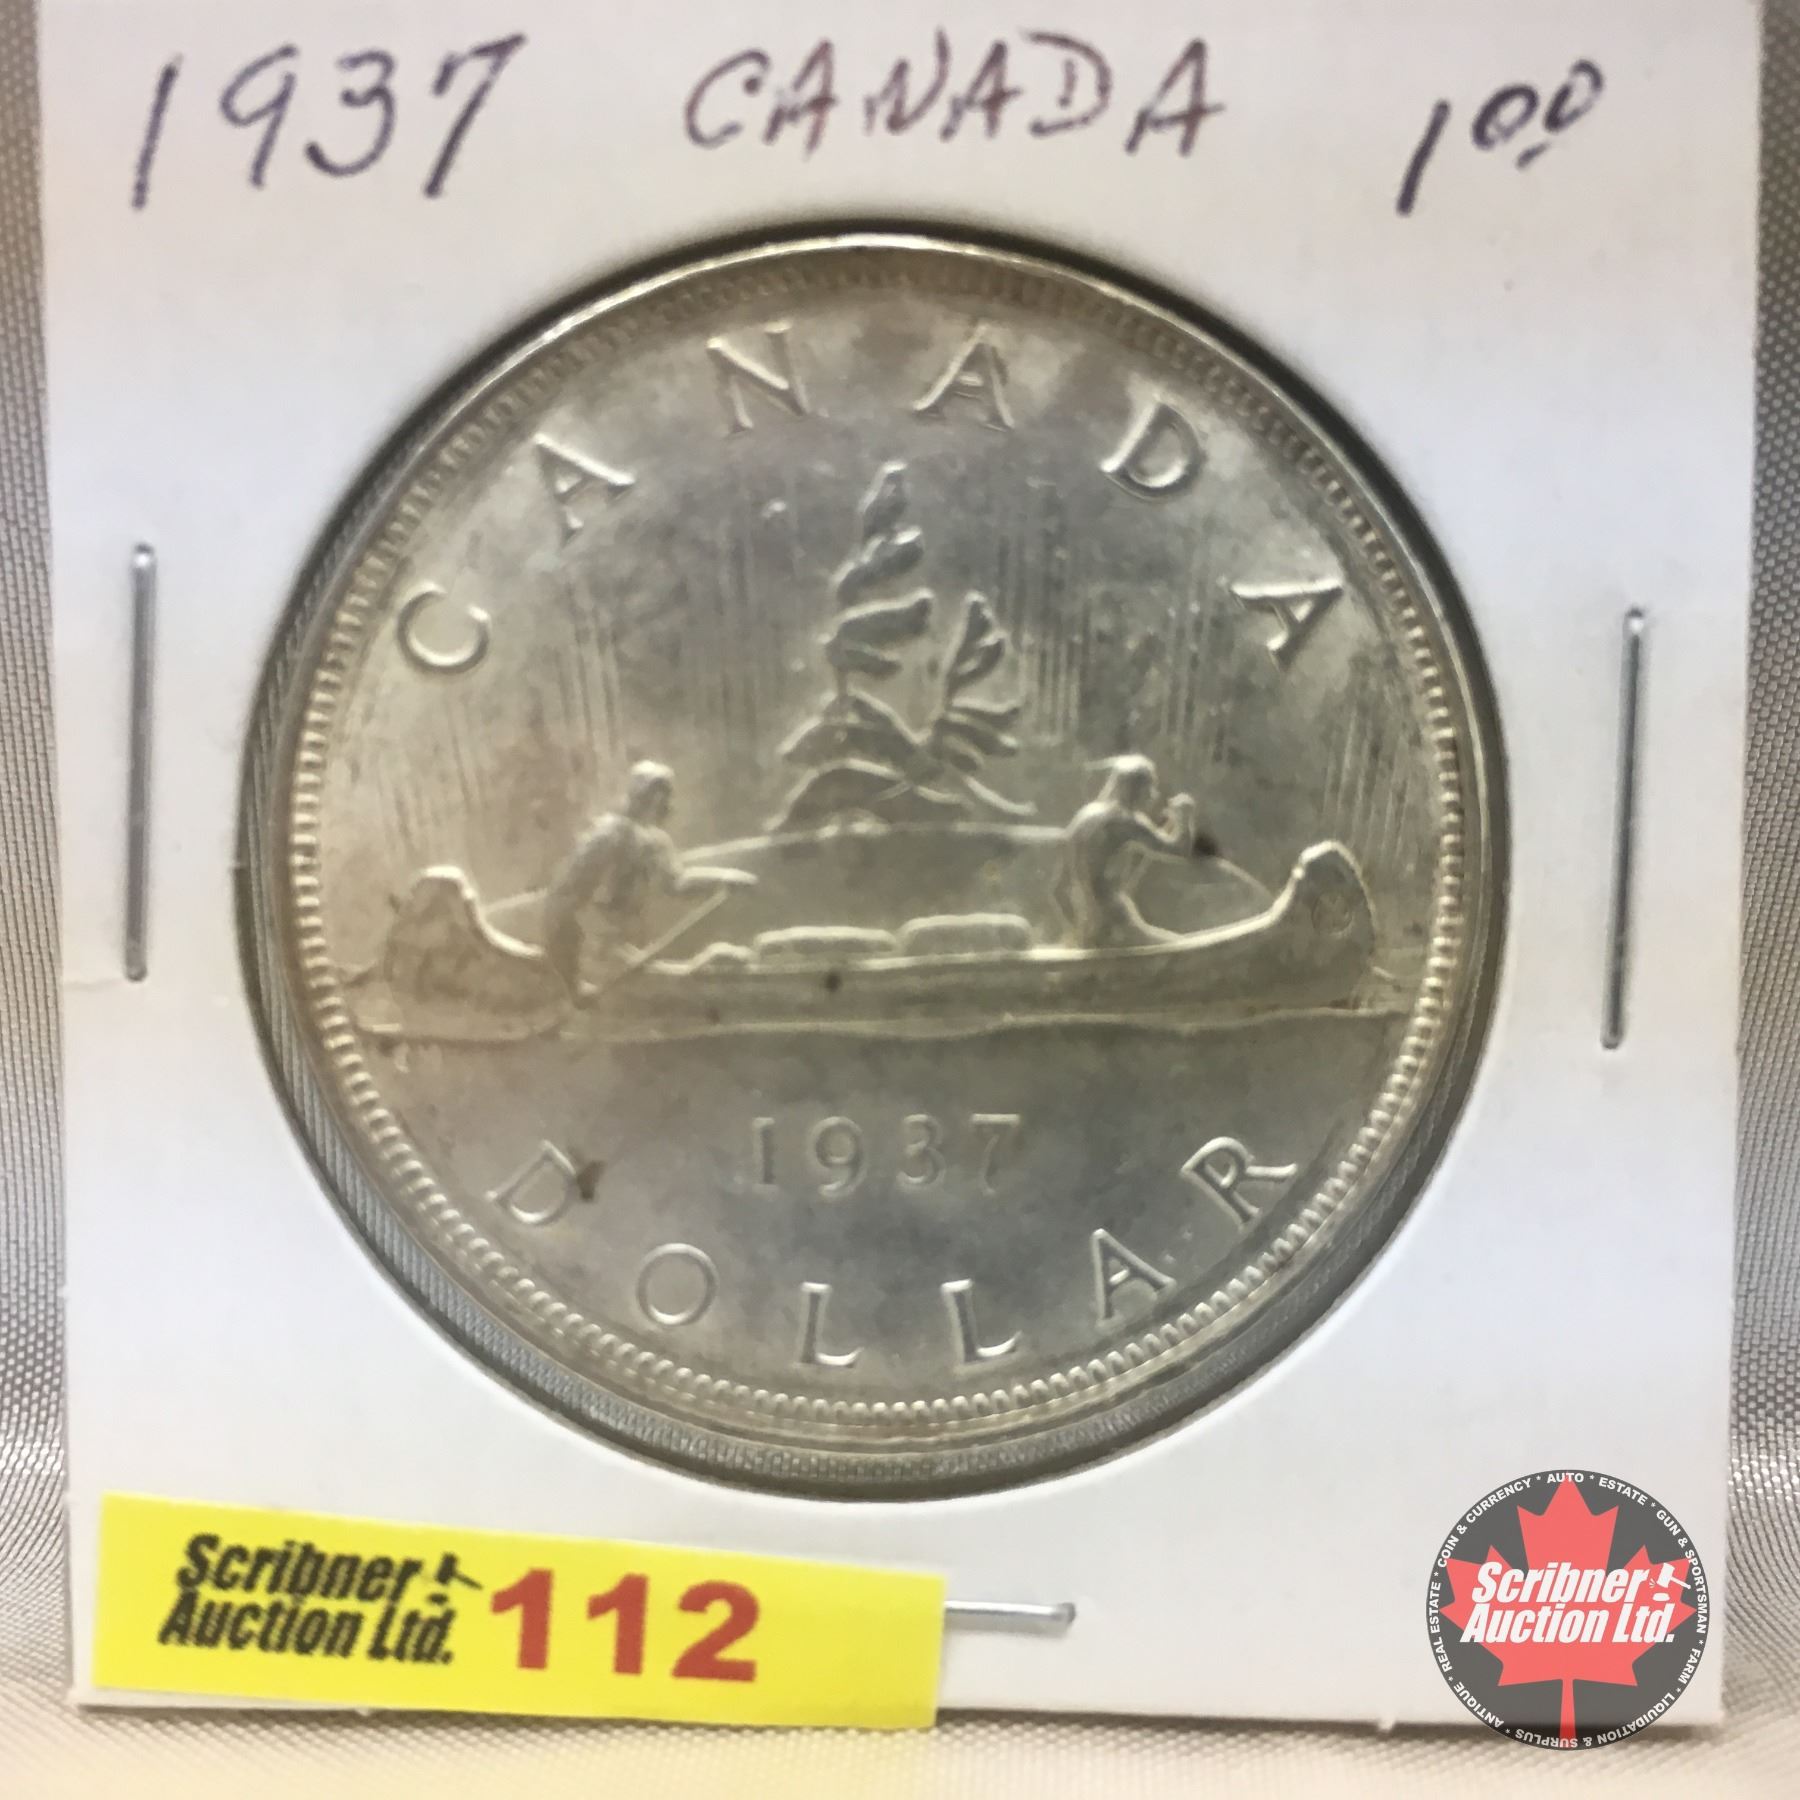 1937 CANADA 1.00
CANADA
1937
DOLLAR
Scribner
Auction Ltd. 112
COIN & CURRENCY * AUTO * ESTATE * GUN & SPORTSMAN * FARM * LIQUIDATION & SURPLUS * ANTIQUE * REAL ESTATE *
Scribner
Auction Ltd.